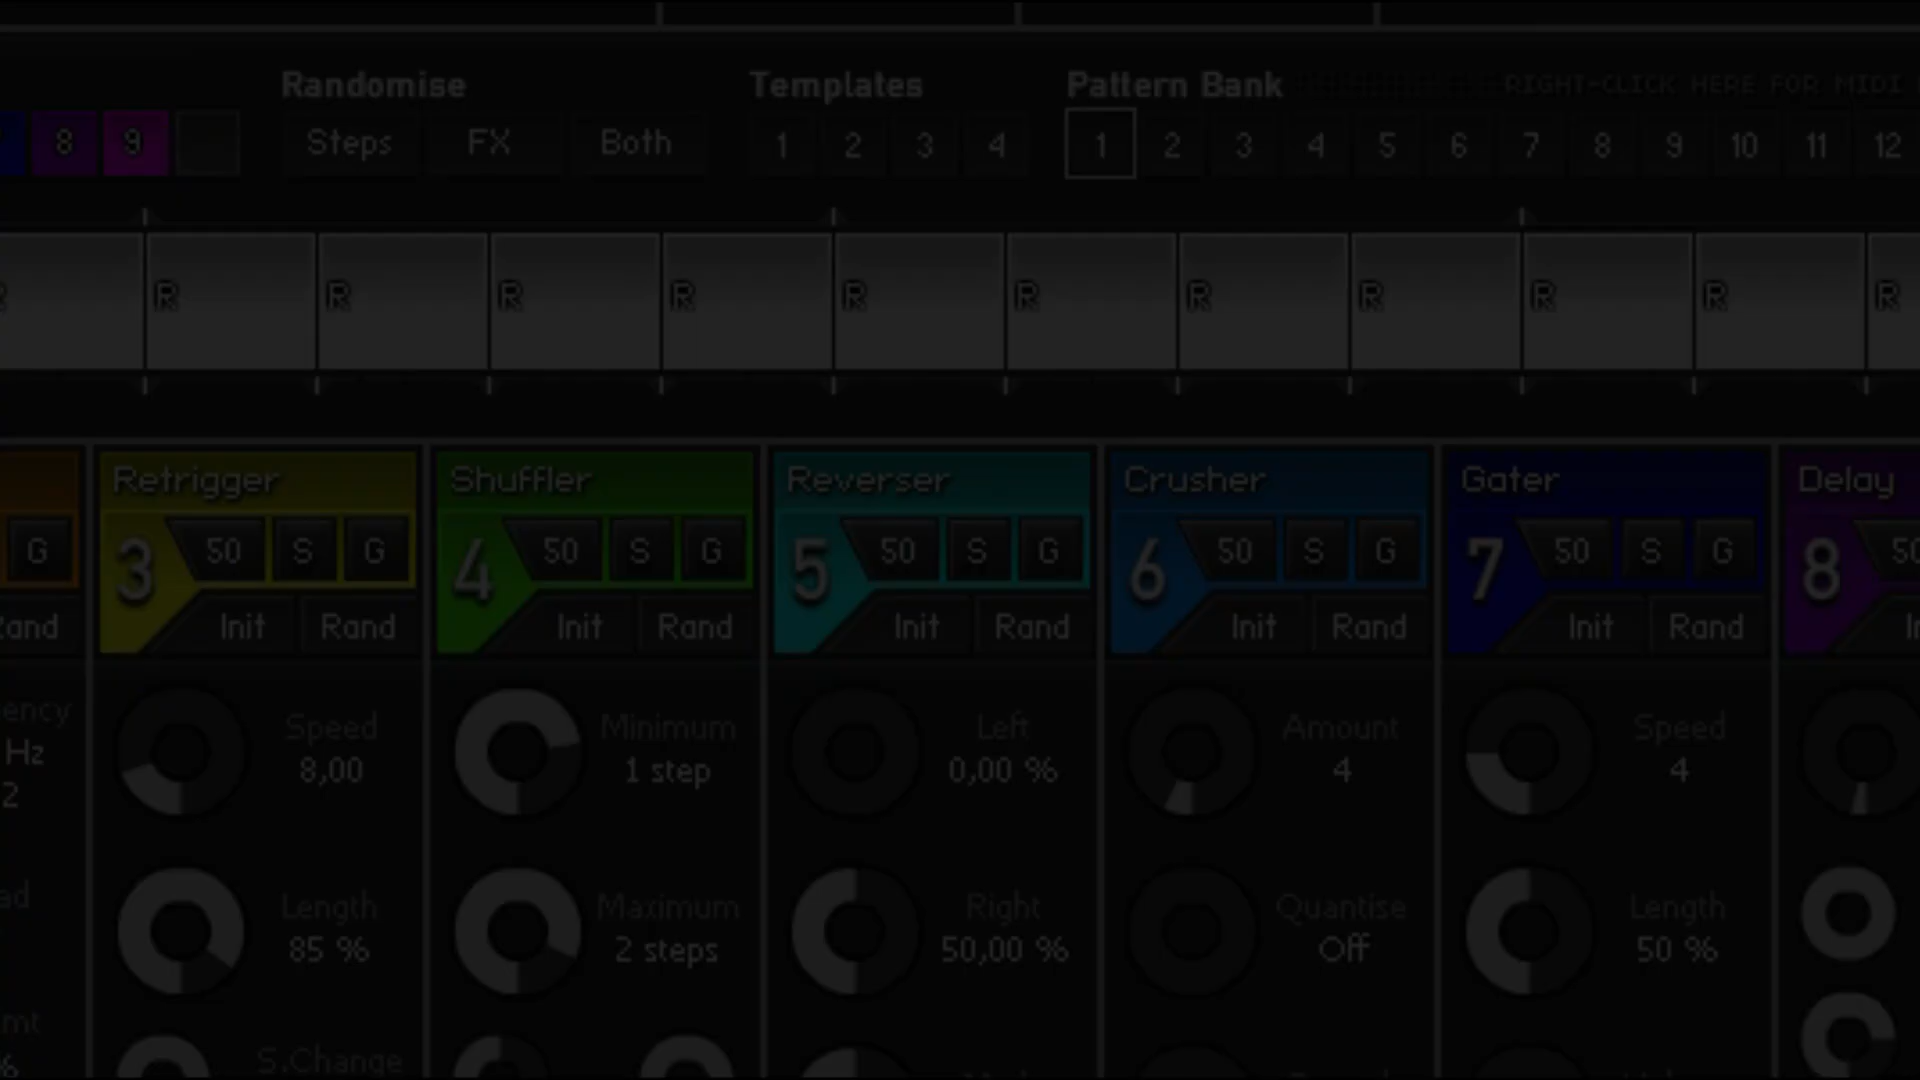 Randomise Templates Pattern Bank RIGHT-CLICK HERE FOR MIDI
8 9 Steps FX Both 1 2 3 4 1 2 3 4 5 6 7 8 9 10 11 12
R R R R R R R R R R R
Retrigger Shuffler Reverser Crusher Gater Delay
G 3 50 S G 4 50 S G 5 50 S G 6 50 S G 7 50 S G 8
Init Rand Init Rand Init Rand Init Rand Init Rand
Speed Minimum Left Amount Speed
Hz 8,00 1 step 0,00 % 4 4
2
Length Maximum Right Quantise Length
85 % 2 steps 50,00 % Off 50 %
S.Change